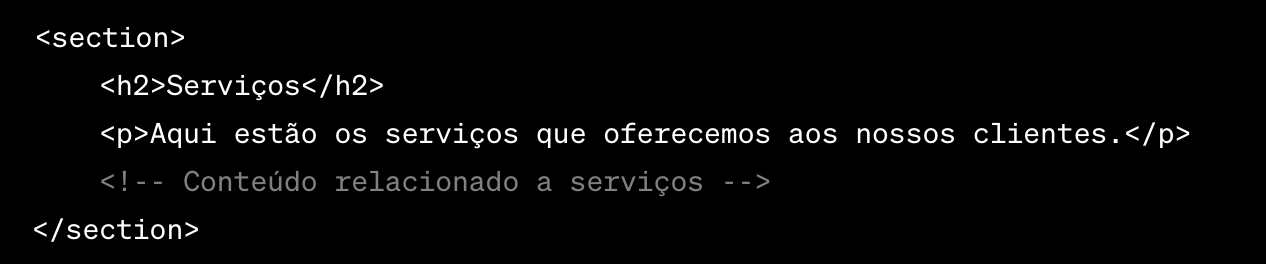 <section>
<h2>Serviços</h2>
<p>Aqui estão os serviços que oferecemos aos nossos clientes.</p>
<!-- Conteúdo relacionado a serviços -->
</section>